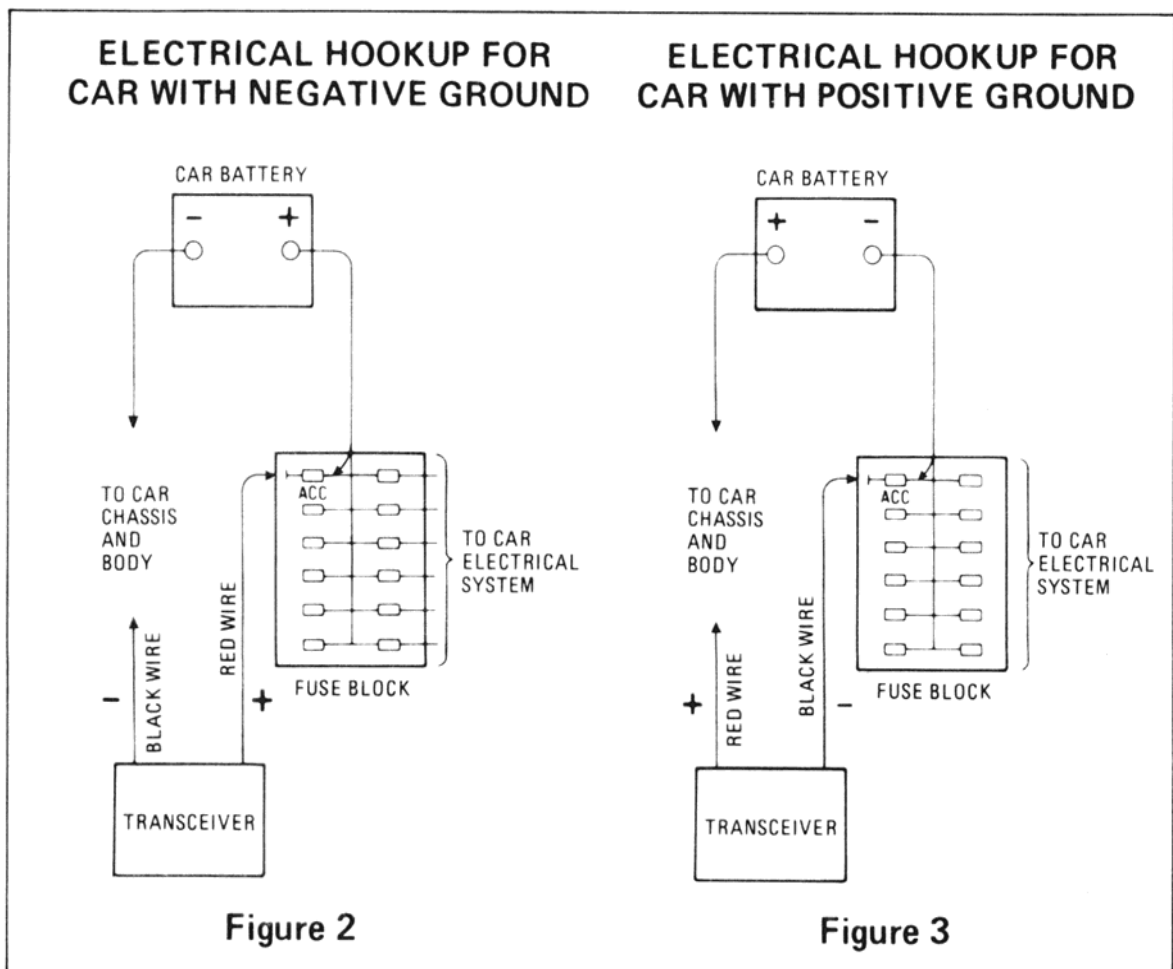 ELECTRICAL HOOKUP FOR
CAR WITH NEGATIVE GROUND
CAR BATTERY
- +
TO CAR
CHASSIS
AND
BODY
ACC
TO CAR
ELECTRICAL
SYSTEM
RED WIRE
BLACK WIRE
- +
FUSE BLOCK
TRANSCEIVER
Figure 2
ELECTRICAL HOOKUP FOR
CAR WITH POSITIVE GROUND
CAR BATTERY
+ -
TO CAR
CHASSIS
AND
BODY
ACC
TO CAR
ELECTRICAL
SYSTEM
BLACK WIRE
RED WIRE
+ -
FUSE BLOCK
TRANSCEIVER
Figure 3